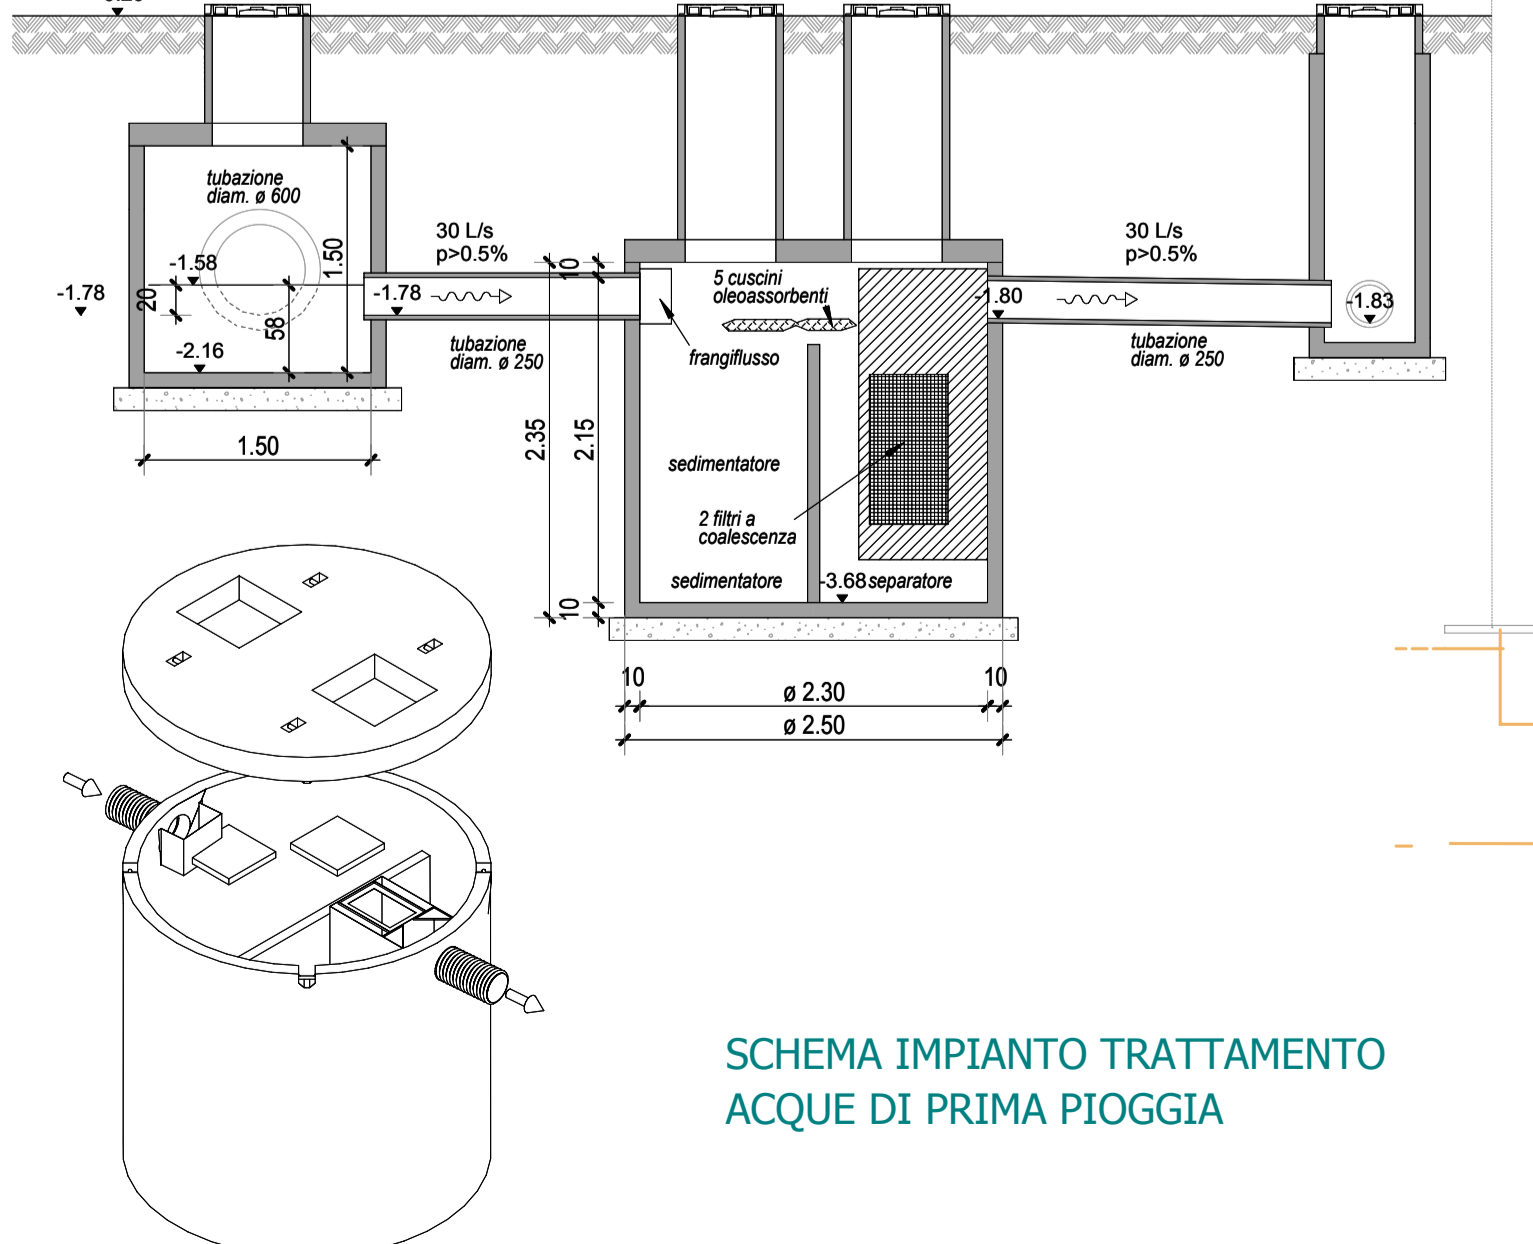 tubazione
diam. ø 600
-1.58
-1.78
20
58
1.50
-2.16
1.50
-1.78
30 L/s
p>0.5%
tubazione
diam. ø 250
10
2.35
2.15
10
frangiflusso
5 cuscini
oleoassorbenti
sedimentatore
2 filtri a
coalescenza
sedimentatore
-3.68 separatore
10
ø 2.30
10
ø 2.50
-1.80
30 L/s
p>0.5%
tubazione
diam. ø 250
-1.83
SCHEMA IMPIANTO TRATTAMENTO
ACQUE DI PRIMA PIOGGIA